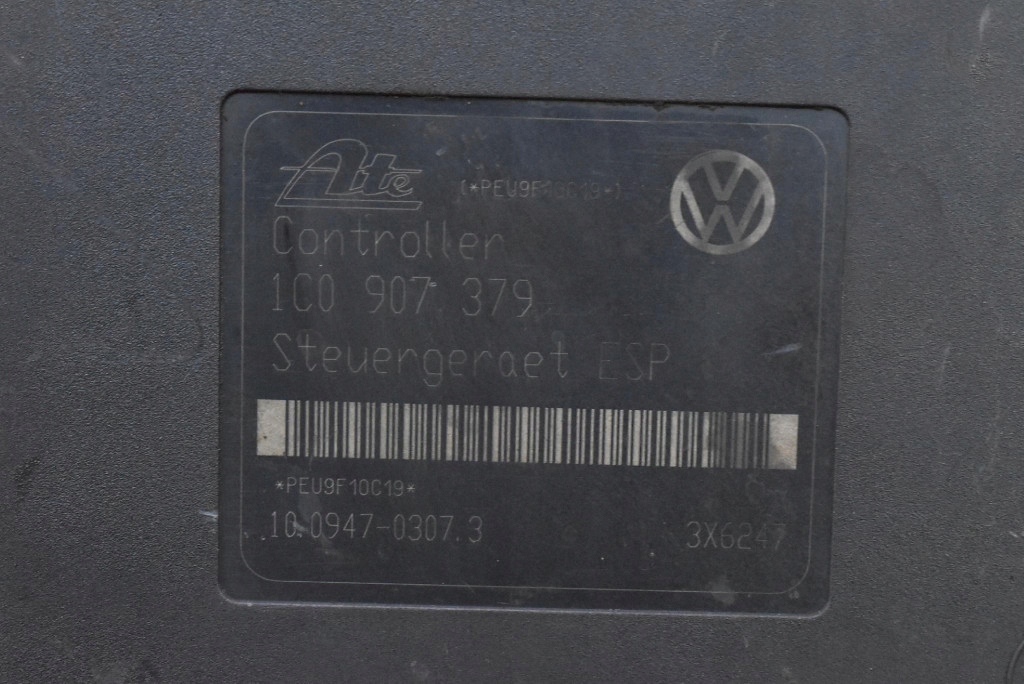 Ate (*PEU9F10C19*)
Controller
1C0 907 379
Steuergeraet ESP
*PEU9F10C19*
10.0947-0307.3 3X6247